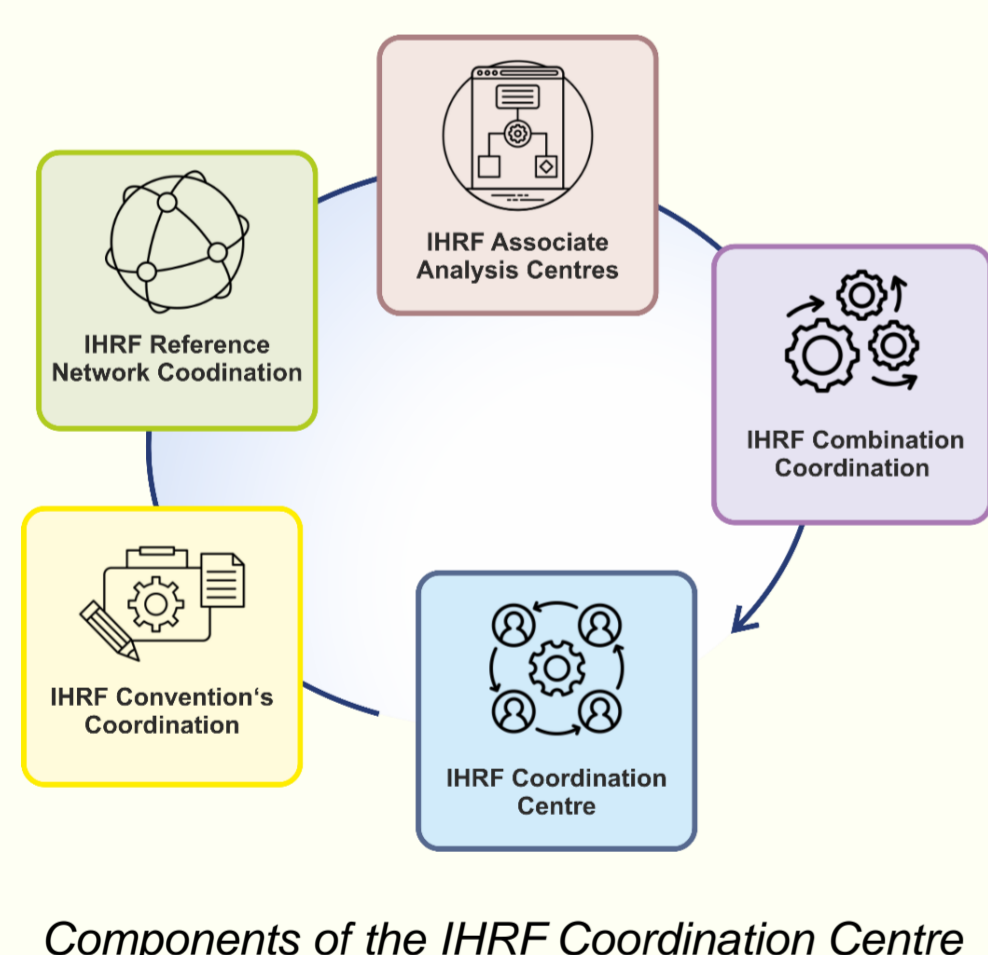 IHRF Associate
Analysis Centres
IHRF Reference
Network Coodination
IHRF Combination
Coordination
IHRF Convention‘s
Coordination
IHRF Coordination
Centre
Components of the IHRF Coordination Centre